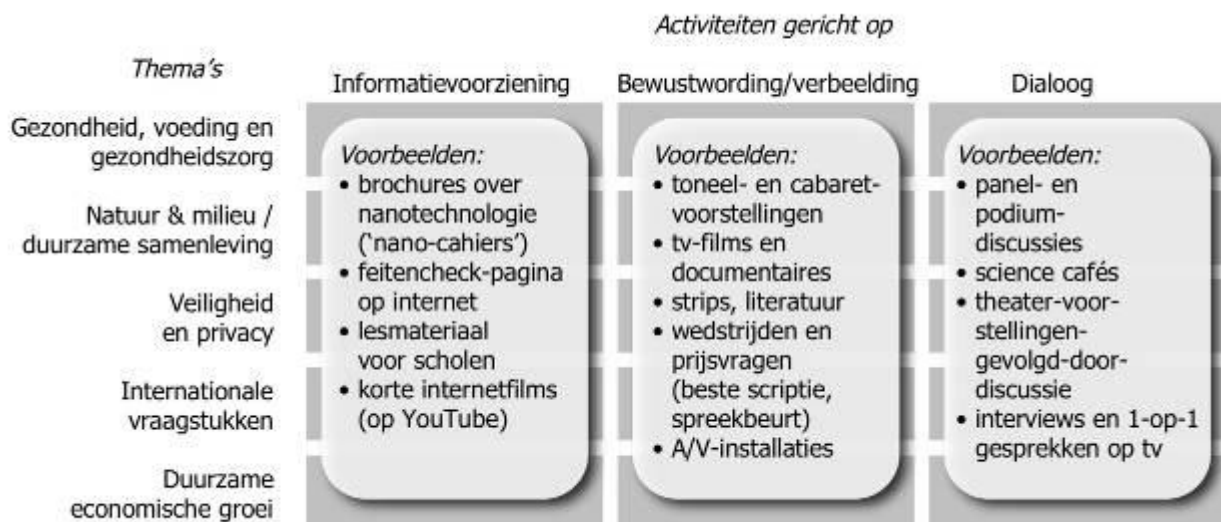 Activiteiten gericht op
Thema's
Informatievoorziening
Bewustwording/verbeelding
Dialoog
Gezondheid, voeding en
gezondheidszorg
Natuur & milieu /
duurzame samenleving
Veiligheid
en privacy
Internationale
vraagstukken
Duurzame
economische groei
Voorbeelden:
• brochures over
nanotechnologie
(‘nano-cahiers’)
• feitencheck-pagina
op internet
• lesmateriaal
voor scholen
• korte internetfilms
(op YouTube)
Voorbeelden:
• toneel- en cabaret-
voorstellingen
• tv-films en
documentaires
• strips, literatuur
• wedstrijden en
prijsvragen
(beste scriptie,
spreekbeurt)
• A/V-installaties
Voorbeelden:
• panel- en
podium-
discussies
• science cafés
• theater-voor-
stellingen-
gevolgd-door-
discussie
• interviews en 1-op-1
gesprekken op tv